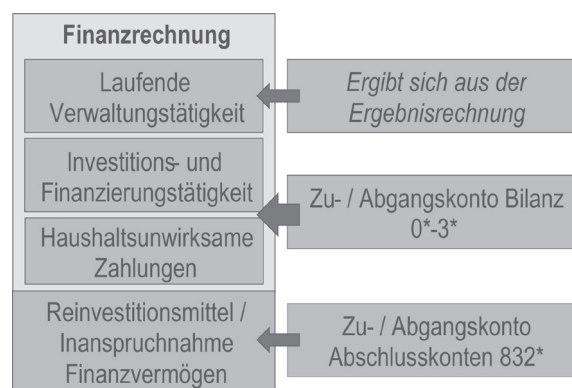 Finanzrechnung
Laufende
Verwaltungstätigkeit
Ergibt sich aus der
Ergebnisrechnung
Investitions- und
Finanzierungstätigkeit
Zu- / Abgangskonto Bilanz
0*-3*
Haushaltsunwirksame
Zahlungen
Reinvestitionsmittel /
Inanspruchnahme
Finanzvermögen
Zu- / Abgangskonto
Abschlusskonten 832*